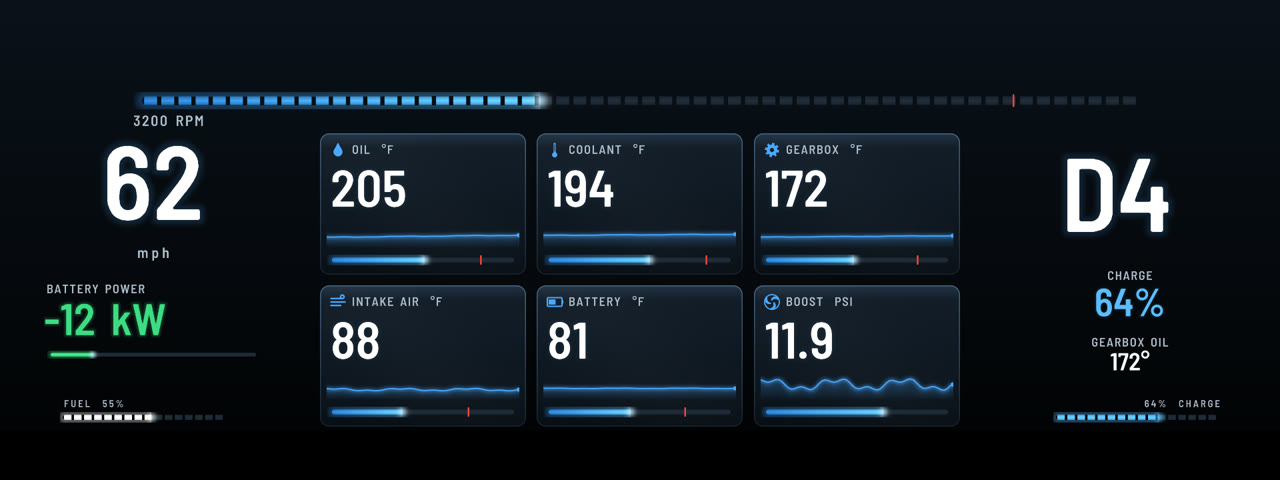 3200 RPM
62
mph
BATTERY POWER
-12 kW
FUEL 55%
OIL °F
205
COOLANT °F
194
GEARBOX °F
172
INTAKE AIR °F
88
BATTERY °F
81
BOOST PSI
11.9
D4
CHARGE
64%
GEARBOX OIL
172°
64% CHARGE